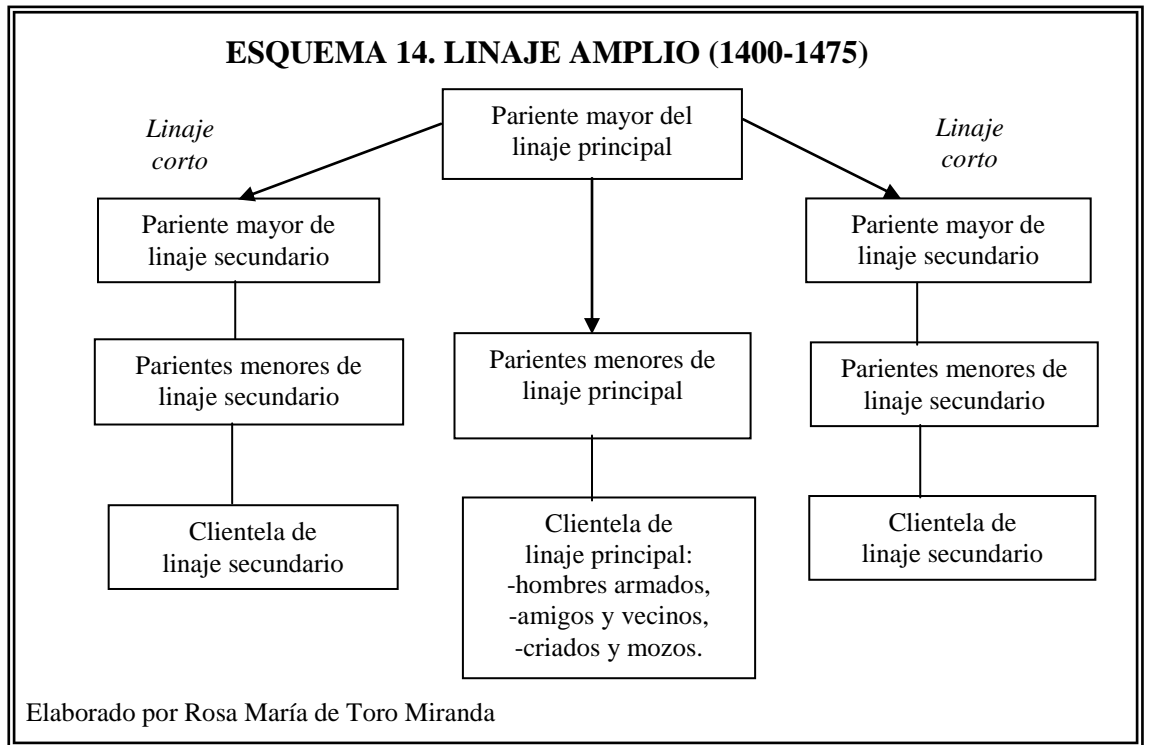 ESQUEMA 14. LINAJE AMPLIO (1400-1475)
Linaje
corto
Pariente mayor del
linaje principal
Linaje
corto
Pariente mayor de
linaje secundario
Pariente mayor de
linaje secundario
Parientes menores de
linaje secundario
Parientes menores de
linaje principal
Parientes menores de
linaje secundario
Clientela de
linaje secundario
Clientela de
linaje principal:
-hombres armados,
-amigos y vecinos,
-criados y mozos.
Clientela de
linaje secundario
Elaborado por Rosa María de Toro Miranda